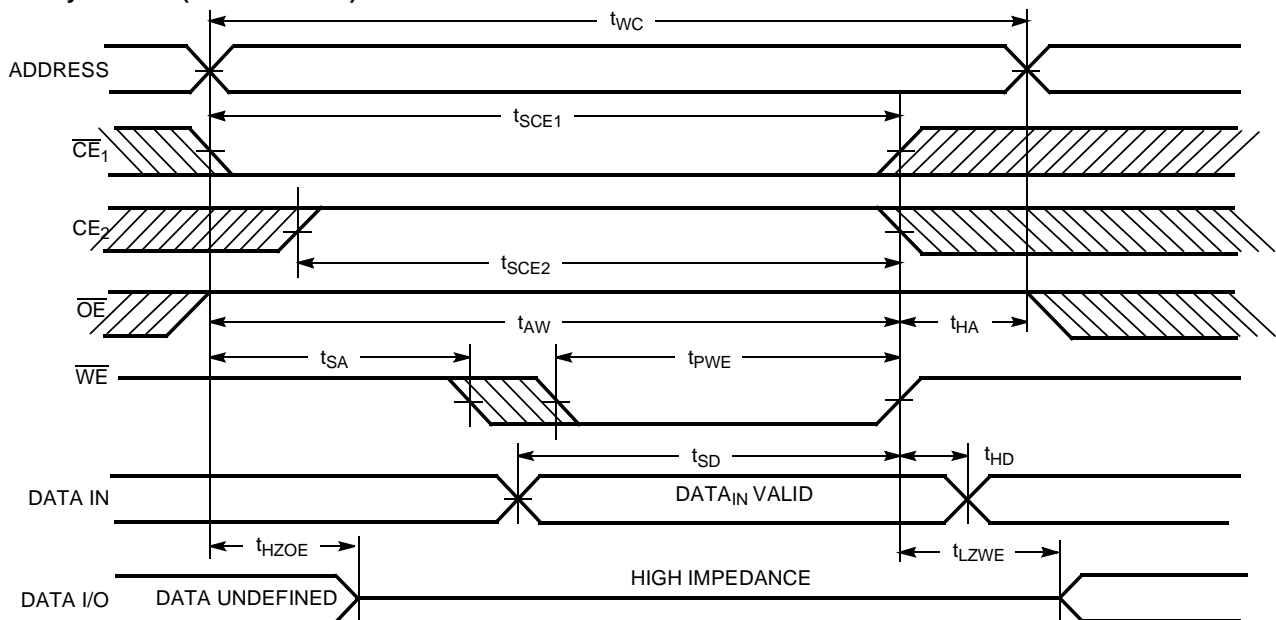 tWC
ADDRESS
tSCE1
CE1
CE2
tSCE2
OE
tAW
tHA
tSA
tPWE
WE
tSD
tHD
DATA IN
DATAIN VALID
tHZOE
tLZWE
HIGH IMPEDANCE
DATA I/O
DATA UNDEFINED